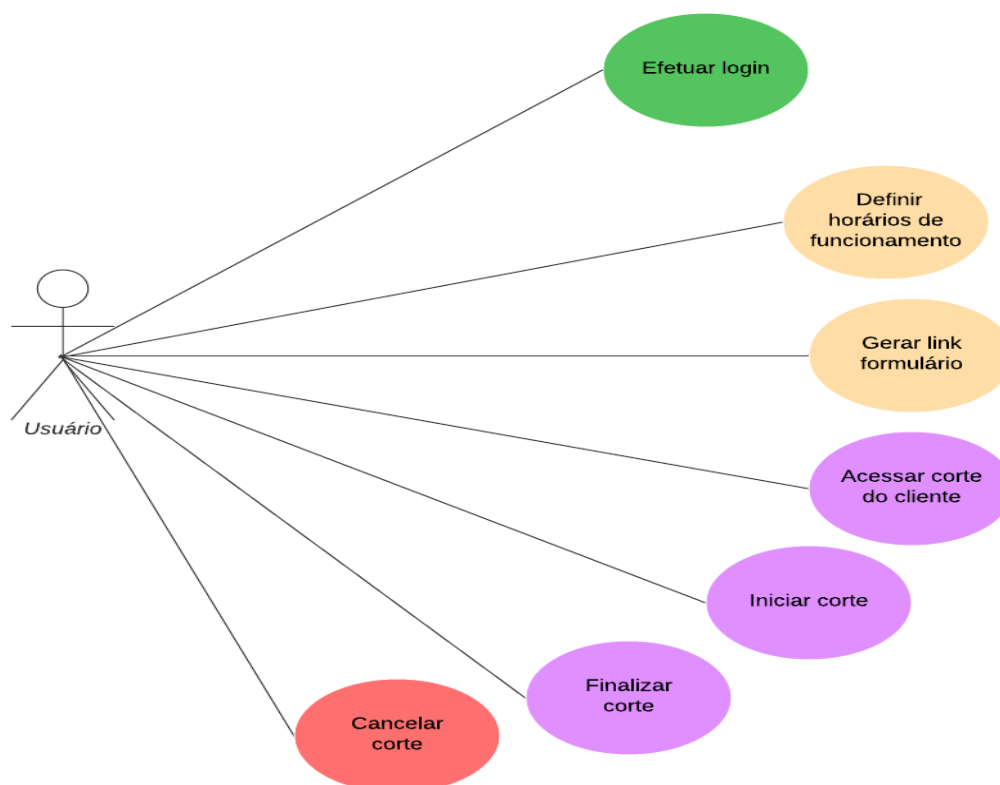 Efetuar login
Definir
horários de
funcionamento
Gerar link
formulário
Usuário
Acessar corte
do cliente
Iniciar corte
Finalizar
corte
Cancelar
corte